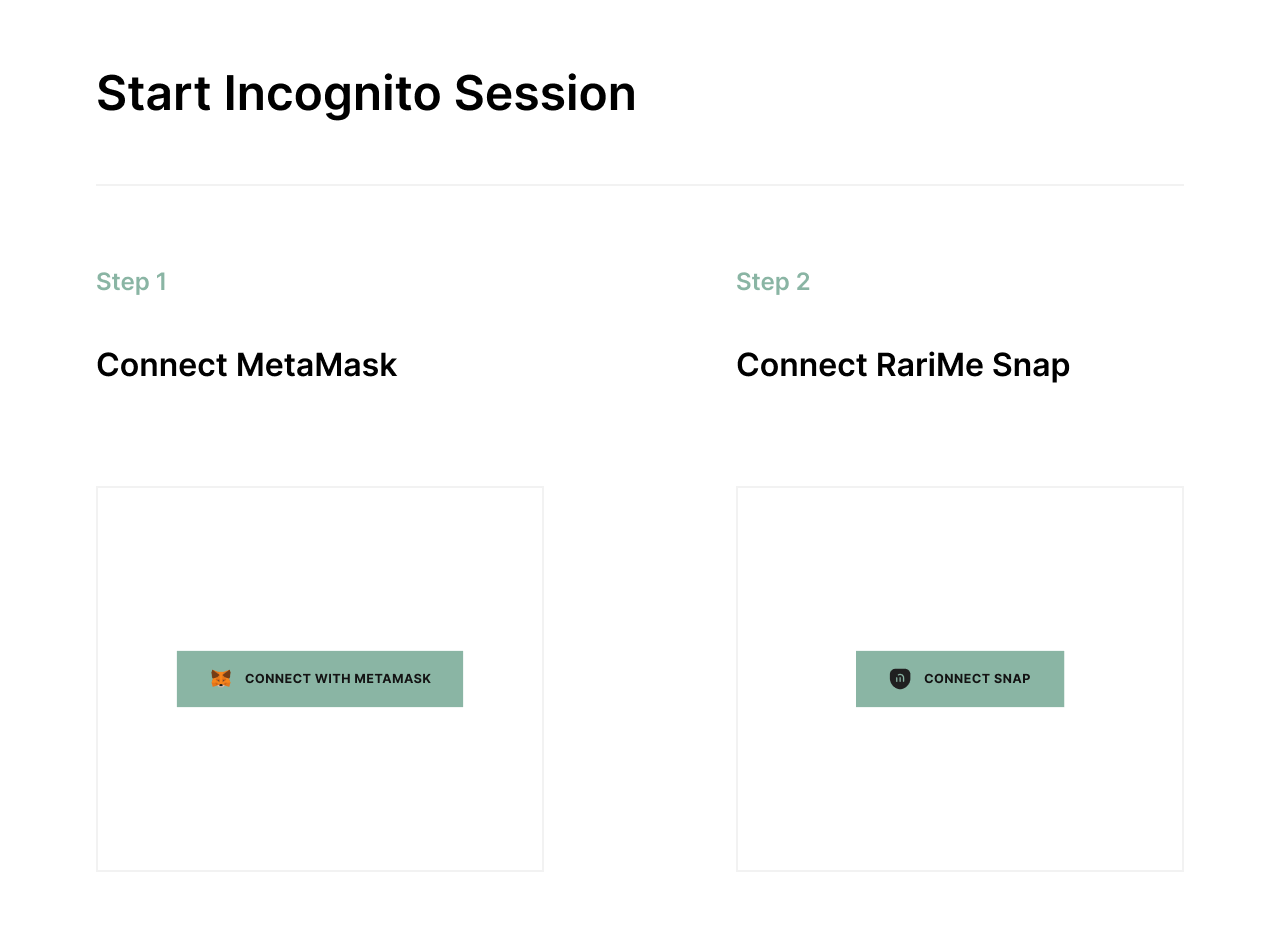 Start Incognito Session
Step 1
Connect MetaMask
CONNECT WITH METAMASK
Step 2
Connect RariMe Snap
CONNECT SNAP